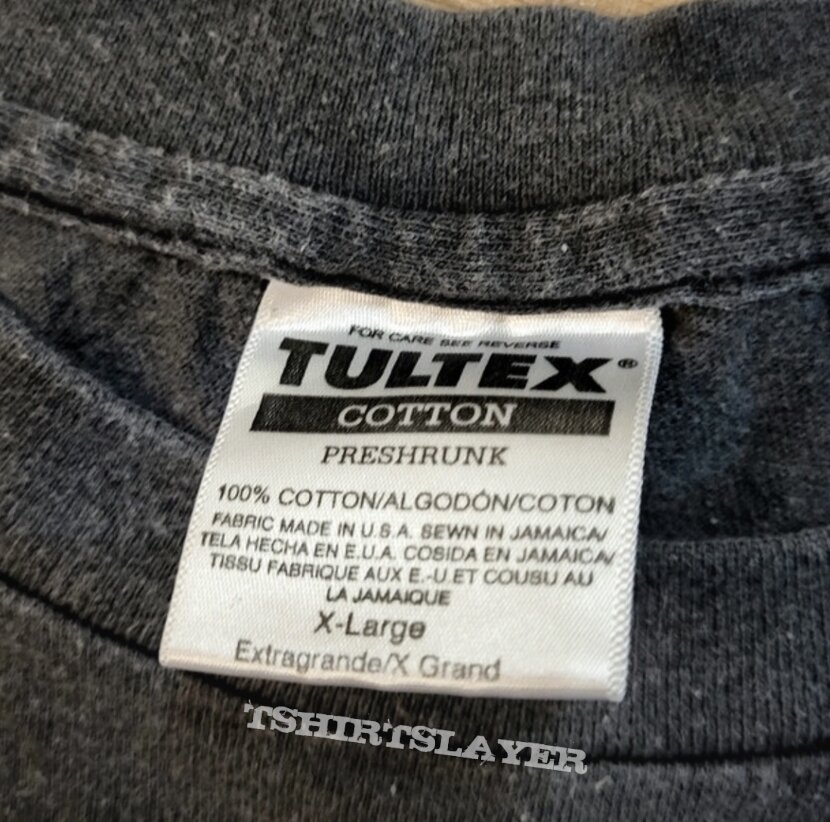 FOR CARE SEE REVERSE
TULTEX®
COTTON
PRESHRUNK
100% COTTON/ALGODÓN/COTON
FABRIC MADE IN U.S.A. SEWN IN JAMAICA/
TELA HECHA EN E.U.A. COSIDA EN JAMAICA/
TISSU FABRIQUE AUX E.-U.ET COUSU AU
LA JAMAIQUE
X-Large
Extragrande/X Grand
TSHIRTSLAYER